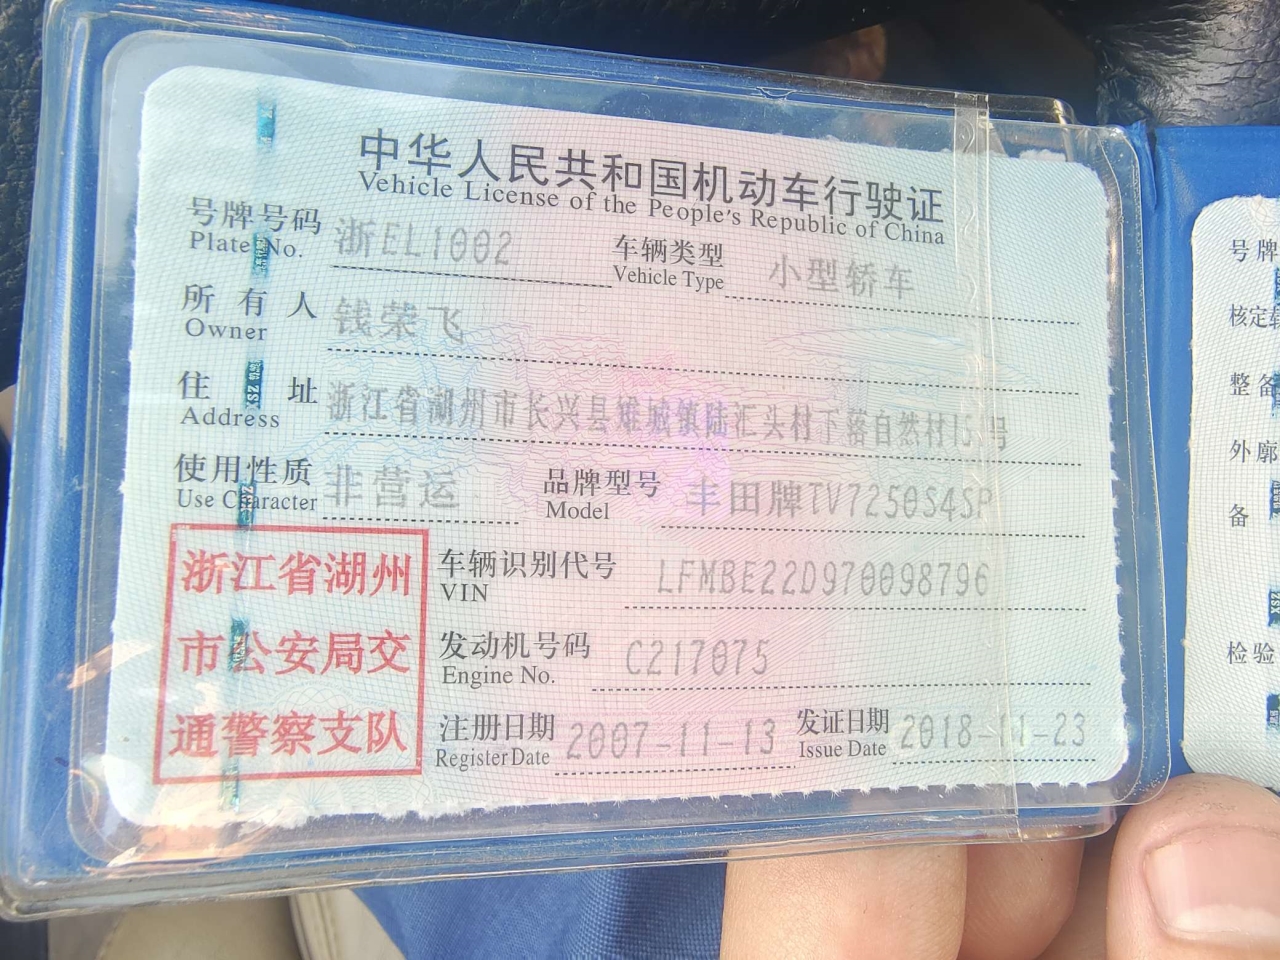 中华人民共和国机动车行驶证
Vehicle License of the People's Republic of China
号牌号码 浙EL1002 车辆类型 小型轿车
Plate No. Vehicle Type
所有人 钱荣飞
Owner
住址 浙江省湖州市长兴县雉城镇陆汇头村下落自然村15号
Address
使用性质 非营运 品牌型号 丰田牌TV7250S4SP
Use Character Model
浙江省湖州
市公安局交
通警察支队
车辆识别代号 LFMBE22D970098796
VIN
发动机号码 C217075
Engine No.
注册日期 2007-11-13 发证日期 2018-11-23
Register Date Issue Date
号牌
核定
整备
外廓
备
检验